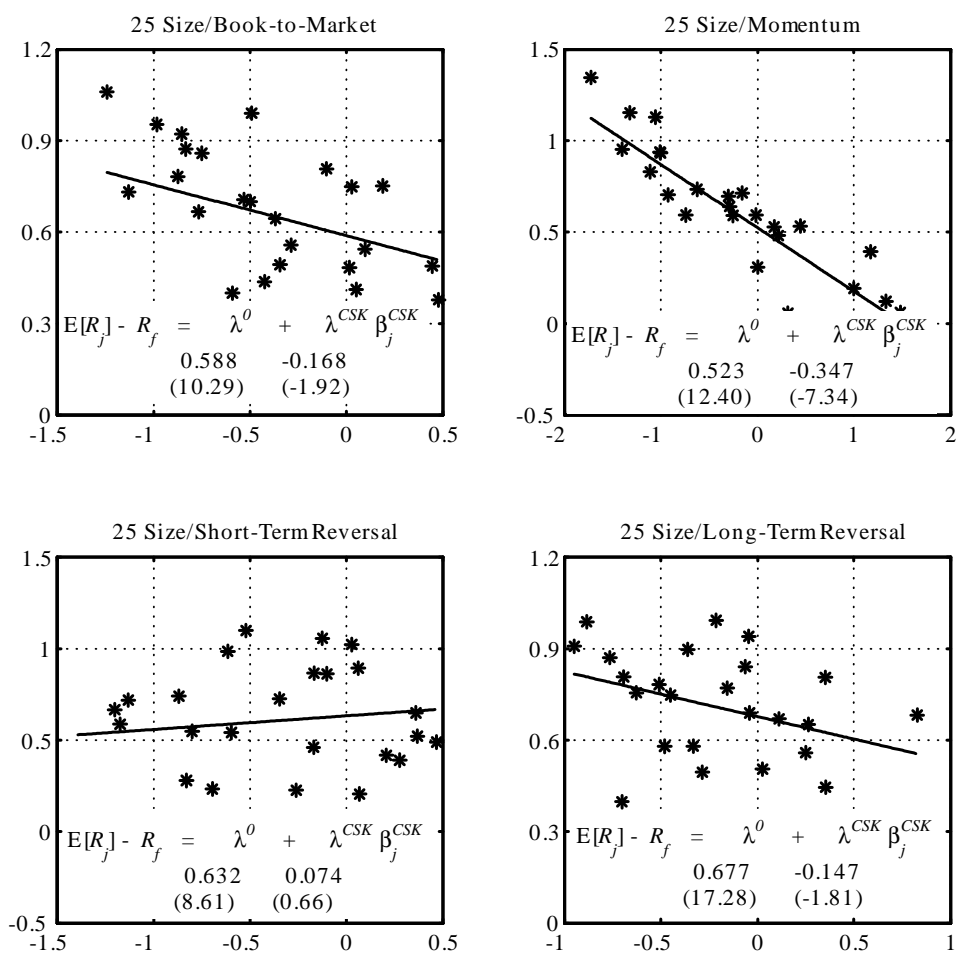 25 Size/Book-to-Market
1.2
0.9
0.6
0.3
0
E[R_j] - R_f = λ^0 + λ^CSK β_j^CSK
0.588 -0.168
(10.29) (-1.92)
-1.5 -1 -0.5 0 0.5
25 Size/Momentum
1.5
1
0.5
0
-0.5
E[R_j] - R_f = λ^0 + λ^CSK β_j^CSK
0.523 -0.347
(12.40) (-7.34)
-2 -1 0 1 2
25 Size/Short-Term Reversal
1.5
1
0.5
0
-0.5
E[R_j] - R_f = λ^0 + λ^CSK β_j^CSK
0.632 0.074
(8.61) (0.66)
-1.5 -1 -0.5 0 0.5
25 Size/Long-Term Reversal
1.2
0.9
0.6
0.3
0
E[R_j] - R_f = λ^0 + λ^CSK β_j^CSK
0.677 -0.147
(17.28) (-1.81)
-1 -0.5 0 0.5 1